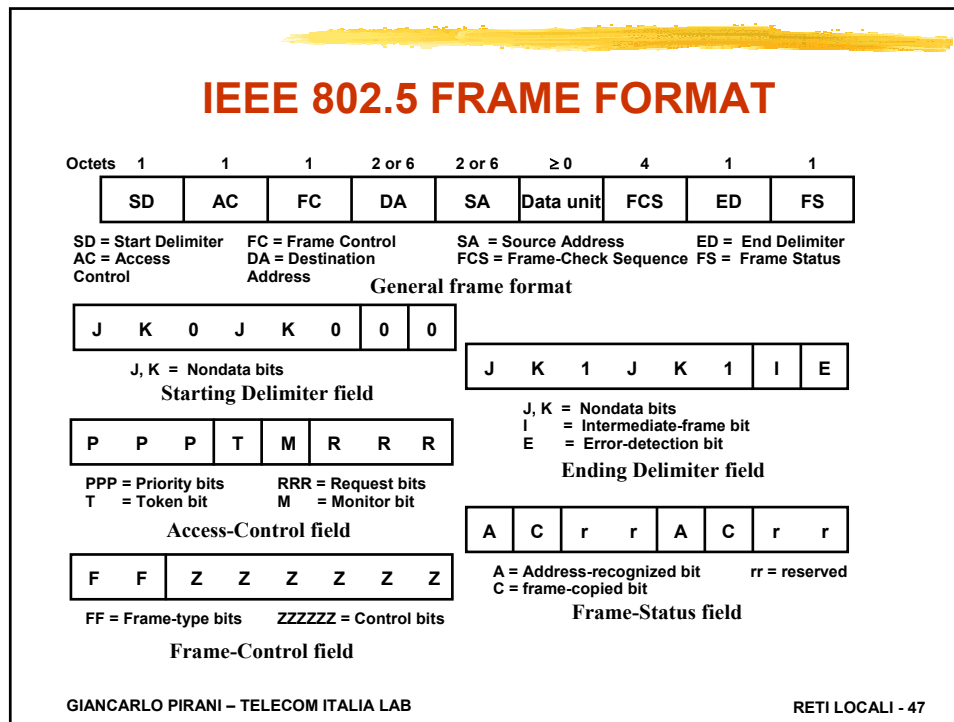 IEEE 802.5 FRAME FORMAT
Octets 1 1 1 2 or 6 2 or 6 ≥ 0 4 1 1
SD AC FC DA SA Data unit FCS ED FS
SD = Start Delimiter FC = Frame Control SA = Source Address ED = End Delimiter
AC = Access DA = Destination FCS = Frame-Check Sequence FS = Frame Status
Control Address
General frame format
J K 0 J K 0 0 0
J, K = Nondata bits
Starting Delimiter field
J K 1 J K 1 I E
J, K = Nondata bits
I = Intermediate-frame bit
E = Error-detection bit
Ending Delimiter field
P P P T M R R R
PPP = Priority bits RRR = Request bits
T = Token bit M = Monitor bit
Access-Control field
A C r r A C r r
A = Address-recognized bit rr = reserved
C = frame-copied bit
Frame-Status field
F F Z Z Z Z Z Z
FF = Frame-type bits ZZZZZZ = Control bits
Frame-Control field
GIANCARLO PIRANI – TELECOM ITALIA LAB RETI LOCALI - 47